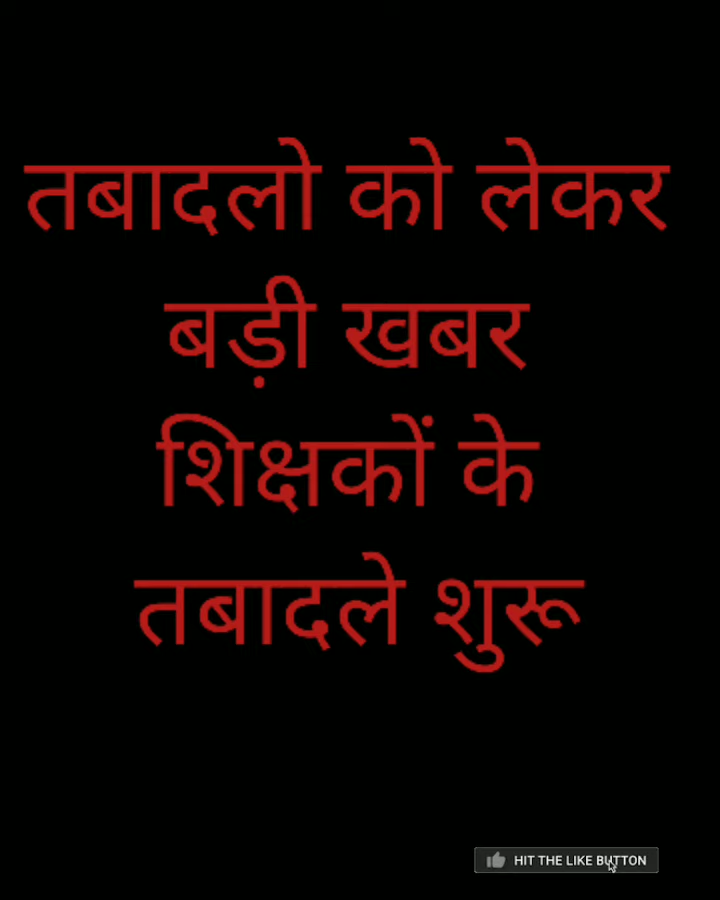 तबादलो को लेकर
बड़ी खबर
शिक्षकों के
तबादले शुरू
HIT THE LIKE BUTTON